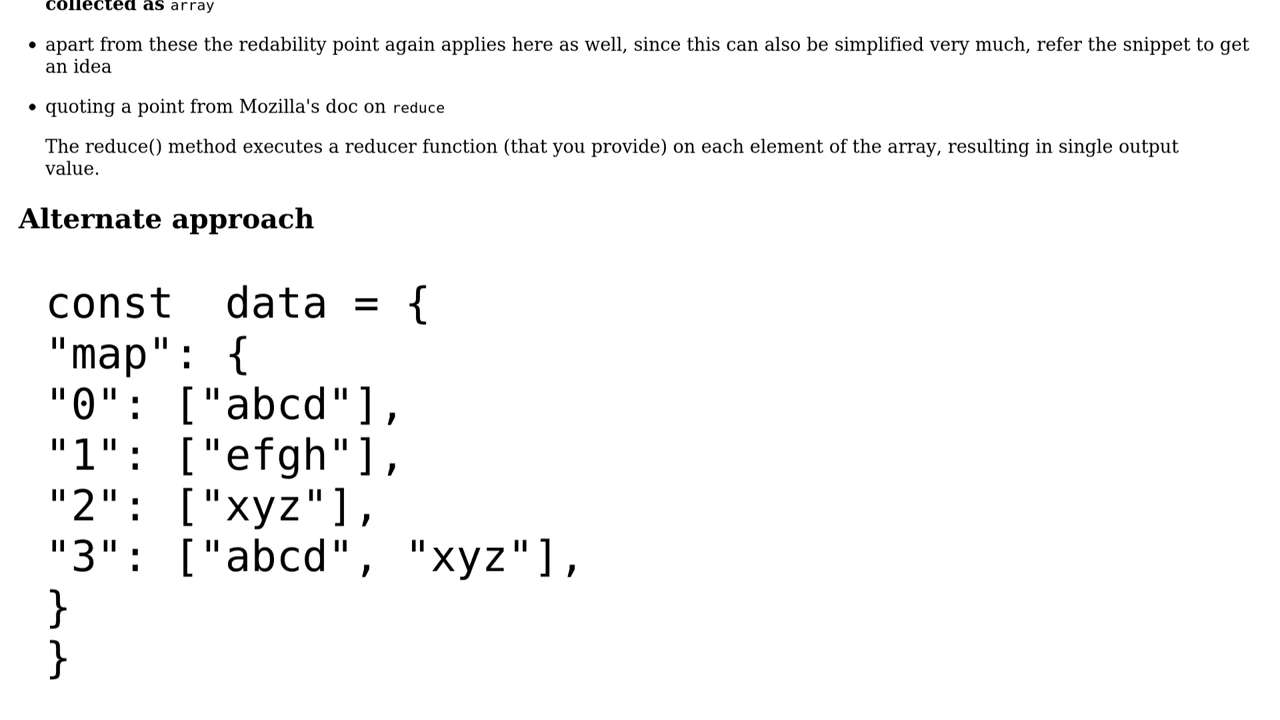 collected as array
• apart from these the redability point again applies here as well, since this can also be simplified very much, refer the snippet to get
an idea
• quoting a point from Mozilla's doc on reduce
The reduce() method executes a reducer function (that you provide) on each element of the array, resulting in single output
value.
Alternate approach
const  data = {
"map": {
"0": ["abcd"],
"1": ["efgh"],
"2": ["xyz"],
"3": ["abcd", "xyz"],
}
}